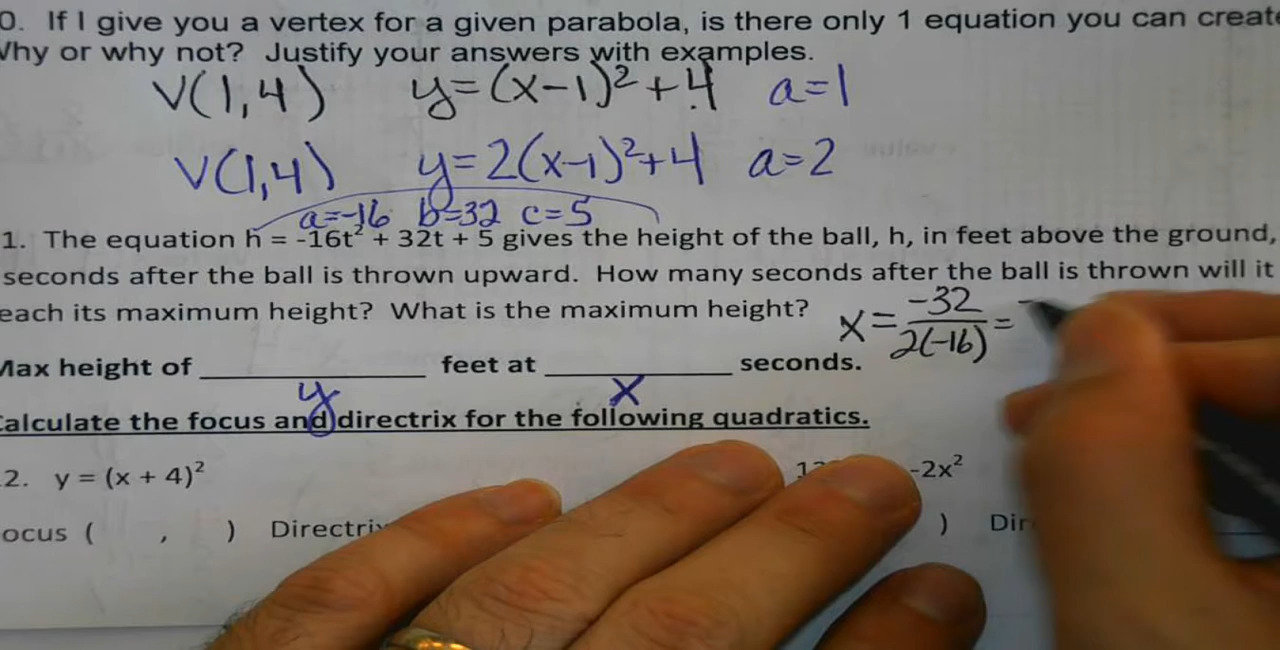 0. If I give you a vertex for a given parabola, is there only 1 equation you can create
Why or why not? Justify your answers with examples.
V(1,4) y=(x-1)²+4 a=1
V(1,4) y=2(x-1)²+4 a=2
a=-16 b=32 c=5
1. The equation h = -16t² + 32t + 5 gives the height of the ball, h, in feet above the ground,
seconds after the ball is thrown upward. How many seconds after the ball is thrown will it
each its maximum height? What is the maximum height? x = -32/2(-16) =
Max height of ____________ feet at ____________ seconds.
y x
Calculate the focus and directrix for the following quadratics.
2. y = (x + 4)² -2x²
ocus ( , ) Directrix )